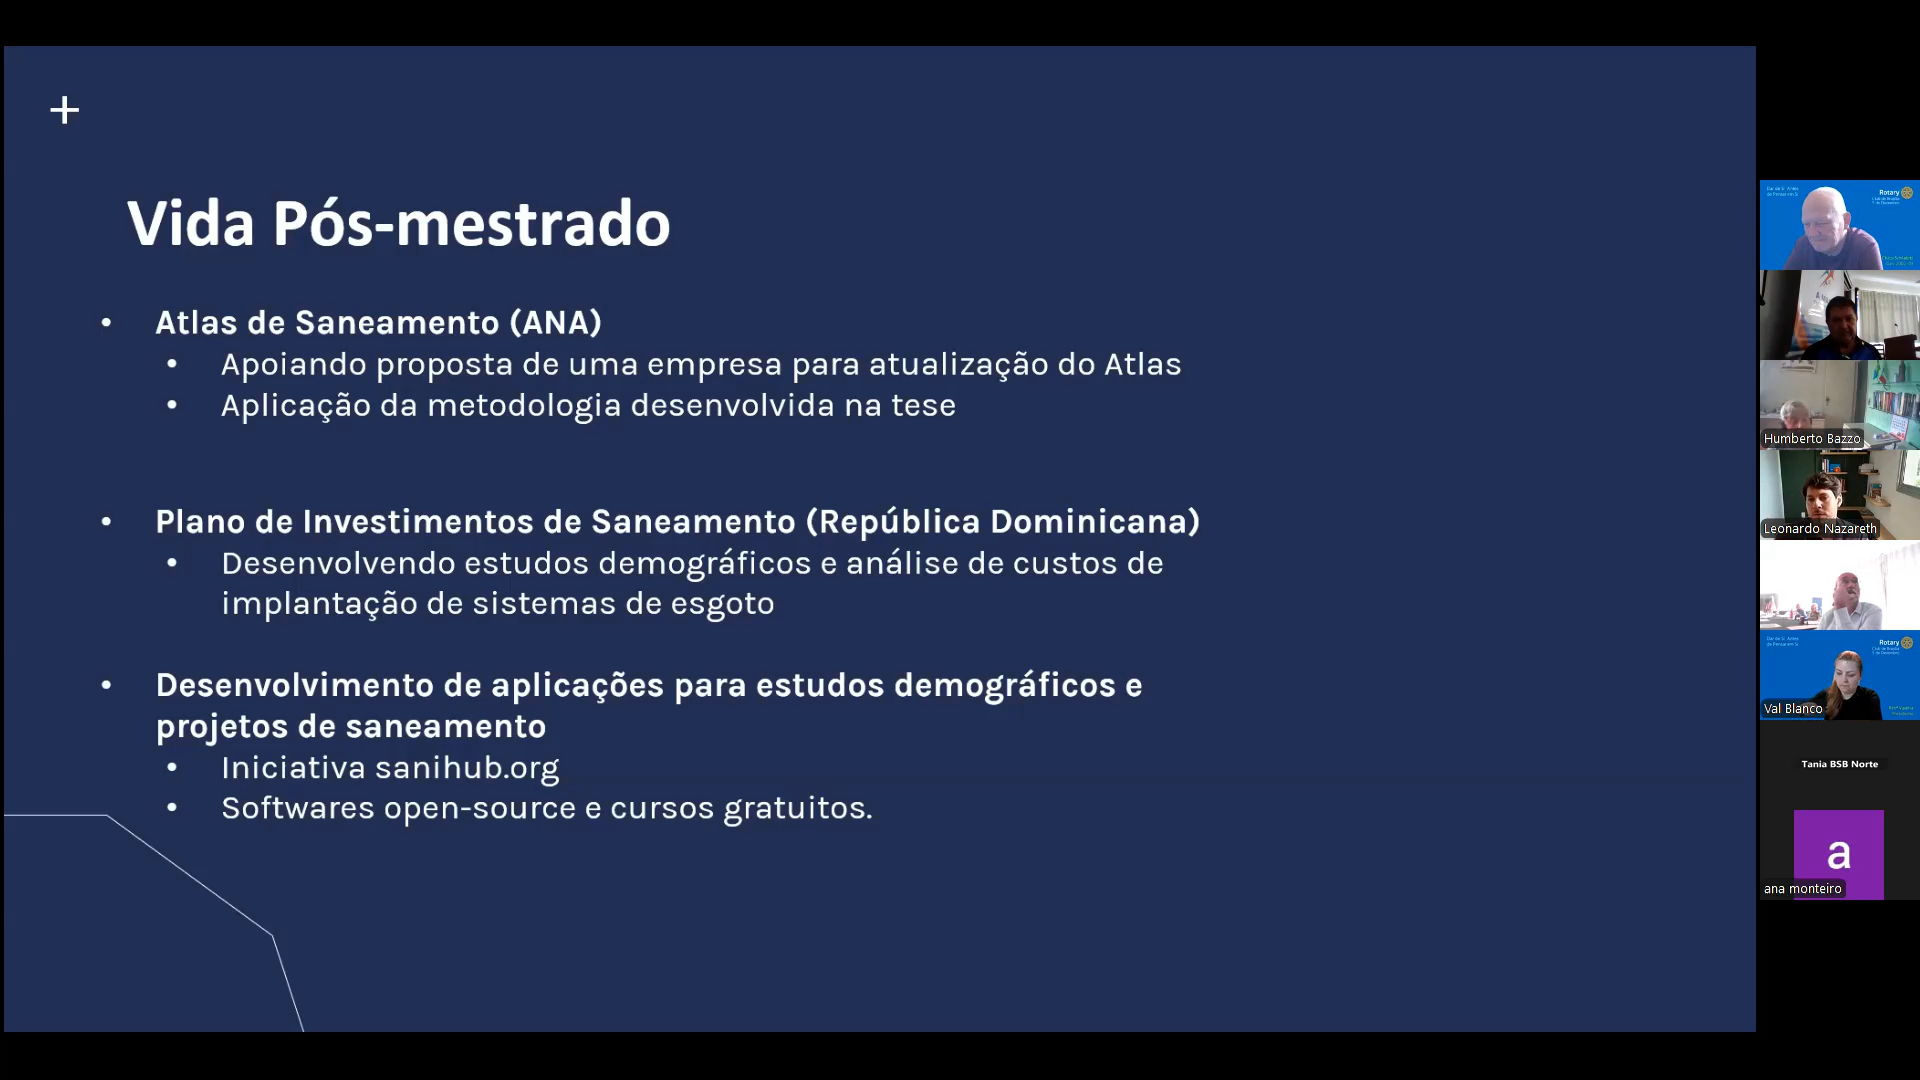 +
Vida Pós-mestrado
• Atlas de Saneamento (ANA)
• Apoiando proposta de uma empresa para atualização do Atlas
• Aplicação da metodologia desenvolvida na tese
• Plano de Investimentos de Saneamento (República Dominicana)
• Desenvolvendo estudos demográficos e análise de custos de
implantação de sistemas de esgoto
• Desenvolvimento de aplicações para estudos demográficos e
projetos de saneamento
• Iniciativa sanihub.org
• Softwares open-source e cursos gratuitos.
Rotary
Humberto Bazzo
Leonardo Nazareth
Rotary
Val Blanco
Tania BSB Norte
a
ana monteiro